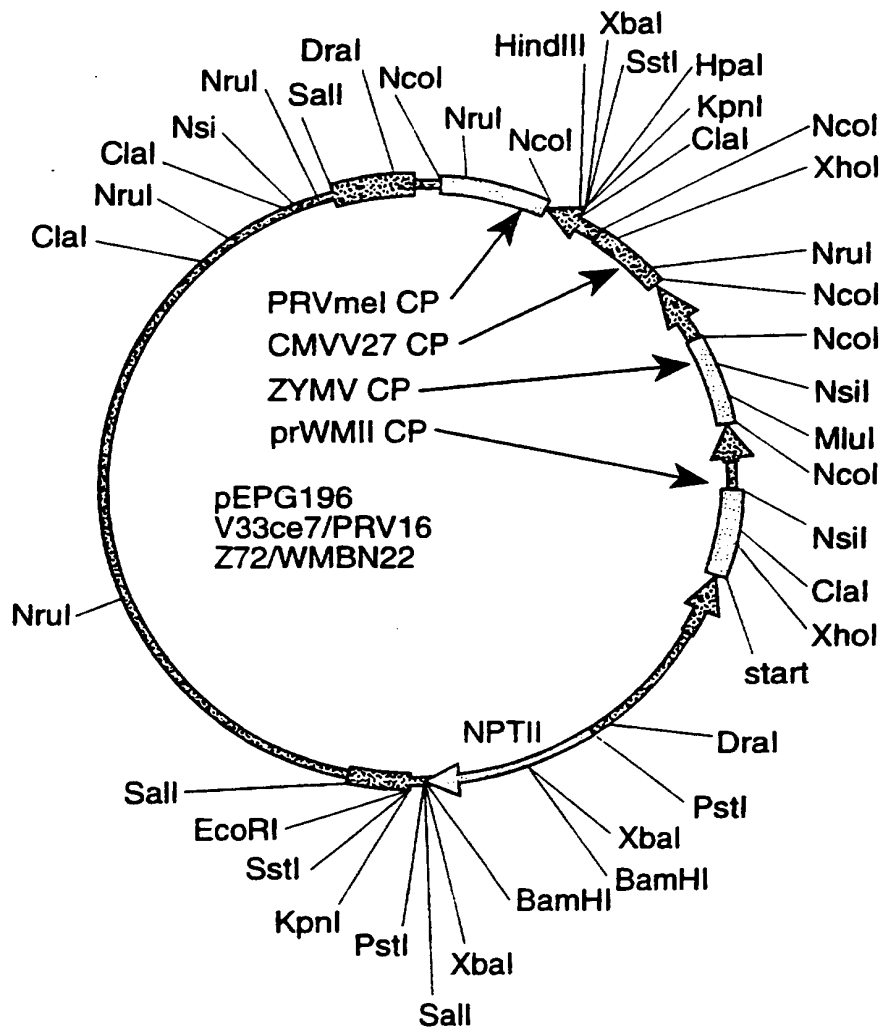 XbaI
HindIII
SstI
DraI
HpaI
NcoI
NruI
SalI
KpnI
NruI
NcoI
NcoI
Nsi
ClaI
XhoI
ClaI
NruI
ClaI
NruI
PRVmel CP
NcoI
CMVV27 CP
NcoI
ZYMV CP
NsiI
prWMII CP
MluI
NcoI
pEPG196
V33ce7/PRV16
NsiI
Z72/WMBN22
ClaI
NruI
XhoI
start
NPTII
DraI
SalI
PstI
EcoRI
XbaI
SstI
BamHI
BamHI
KpnI
PstI
XbaI
SalI